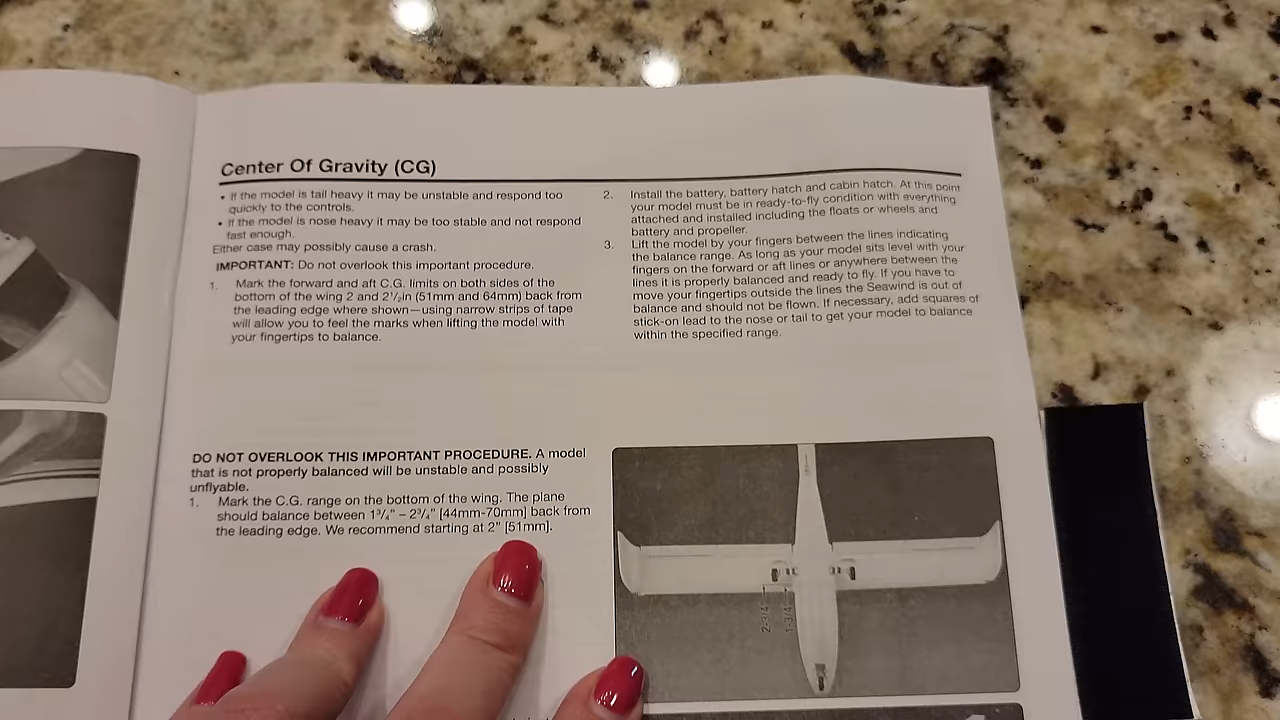 Center Of Gravity (CG)
• If the model is tail heavy it may be unstable and respond too
quickly to the controls.
• If the model is nose heavy it may be too stable and not respond
fast enough.
Either case may possibly cause a crash.
IMPORTANT: Do not overlook this important procedure.
1. Mark the forward and aft C.G. limits on both sides of the
bottom of the wing 2 and 2½in (51mm and 64mm) back from
the leading edge where shown—using narrow strips of tape
will allow you to feel the marks when lifting the model with
your fingertips to balance.
DO NOT OVERLOOK THIS IMPORTANT PROCEDURE. A model
that is not properly balanced will be unstable and possibly
unflyable.
1. Mark the C.G. range on the bottom of the wing. The plane
should balance between 1¾" – 2¾" [44mm-70mm] back from
the leading edge. We recommend starting at 2" [51mm].
2. Install the battery, battery hatch and cabin hatch. At this point
your model must be in ready-to-fly condition with everything
attached and installed including the floats or wheels and
battery and propeller.
3. Lift the model by your fingers between the lines indicating
the balance range. As long as your model sits level with your
fingers on the forward or aft lines or anywhere between the
lines it is properly balanced and ready to fly. If you have to
move your fingertips outside the lines the Seawind is out of
balance and should not be flown. If necessary, add squares of
stick-on lead to the nose or tail to get your model to balance
within the specified range.
2-3/4"
1-3/4"